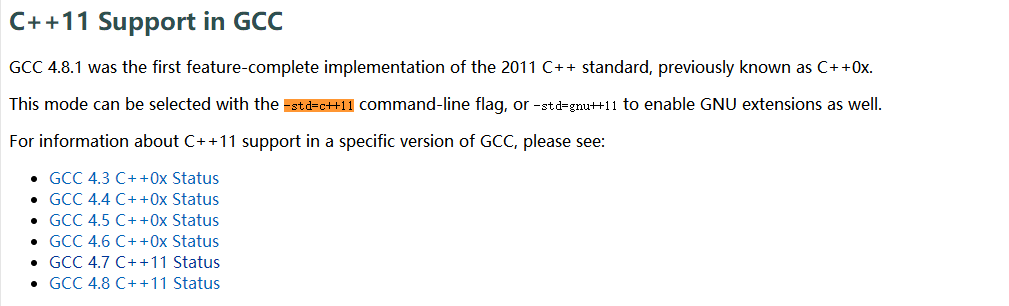 C++11 Support in GCC
GCC 4.8.1 was the first feature-complete implementation of the 2011 C++ standard, previously known as C++0x.
This mode can be selected with the -std=c++11 command-line flag, or -std=gnu++11 to enable GNU extensions as well.
For information about C++11 support in a specific version of GCC, please see:
• GCC 4.3 C++0x Status
• GCC 4.4 C++0x Status
• GCC 4.5 C++0x Status
• GCC 4.6 C++0x Status
• GCC 4.7 C++11 Status
• GCC 4.8 C++11 Status